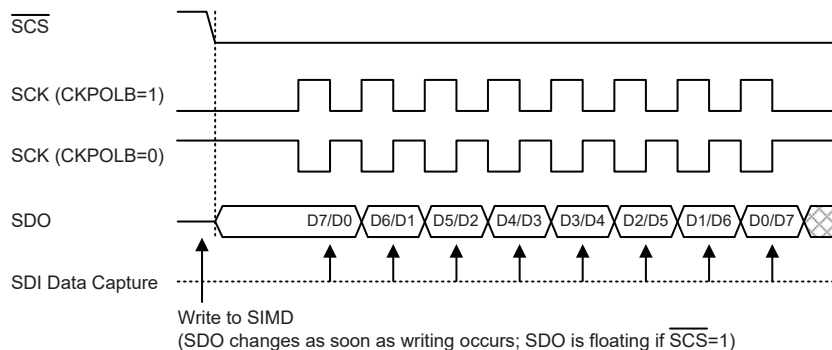 SCS
SCK (CKPOLB=1)
SCK (CKPOLB=0)
SDO
D7/D0 D6/D1 D5/D2 D4/D3 D3/D4 D2/D5 D1/D6 D0/D7
SDI Data Capture
Write to SIMD
(SDO changes as soon as writing occurs; SDO is floating if SCS=1)